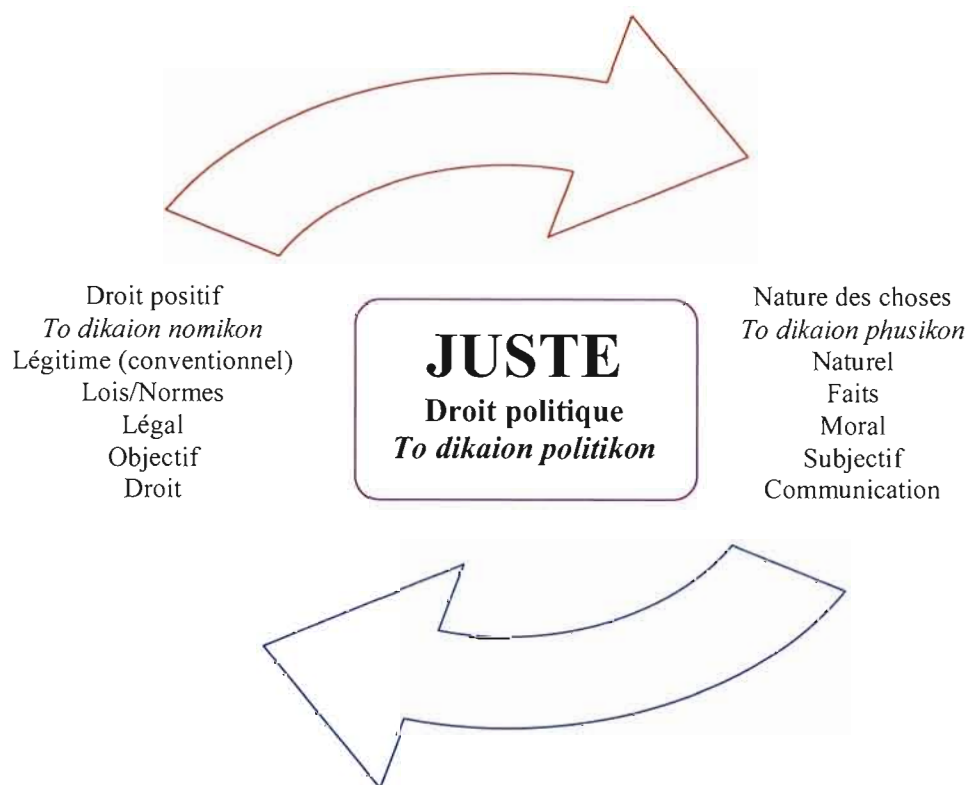 Droit positif
To dikaion nomikon
Légitime (conventionnel)
Lois/Normes
Légal
Objectif
Droit
JUSTE
Droit politique
To dikaion politikon
Nature des choses
To dikaion phusikon
Naturel
Faits
Moral
Subjectif
Communication